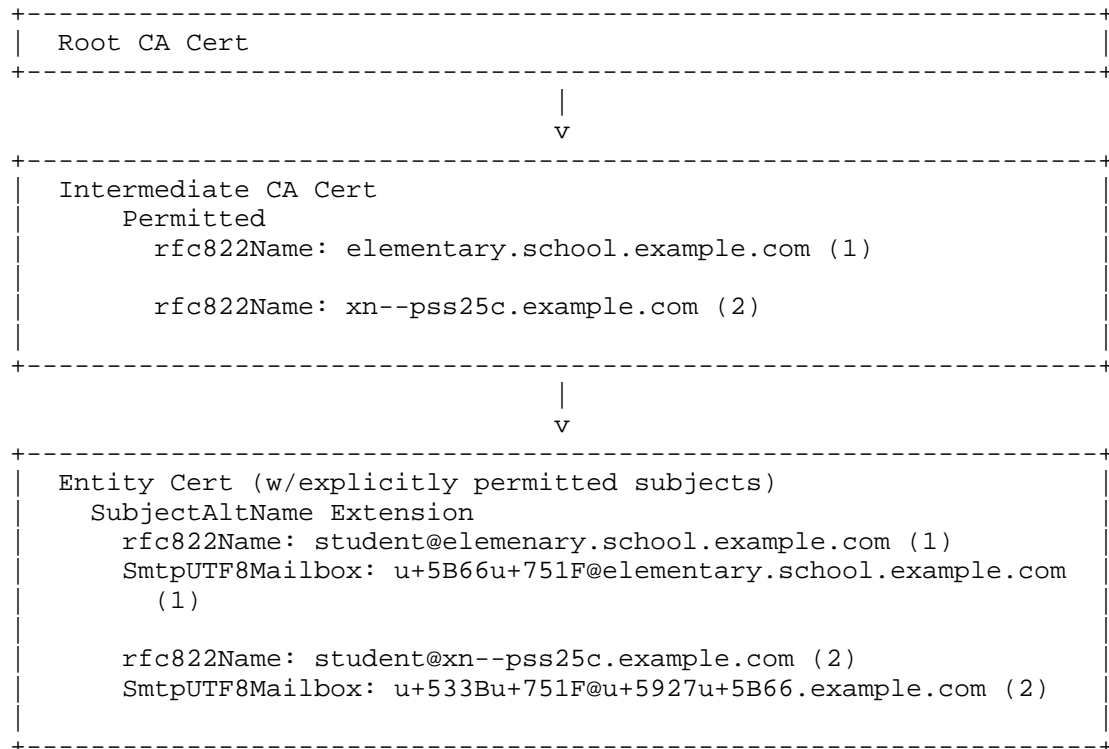 Root CA Cert
v
Intermediate CA Cert
Permitted
rfc822Name: elementary.school.example.com (1)
rfc822Name: xn--pss25c.example.com (2)
v
Entity Cert (w/explicitly permitted subjects)
SubjectAltName Extension
rfc822Name: student@elemenary.school.example.com (1)
SmtpUTF8Mailbox: u+5B66u+751F@elementary.school.example.com
(1)
rfc822Name: student@xn--pss25c.example.com (2)
SmtpUTF8Mailbox: u+533Bu+751F@u+5927u+5B66.example.com (2)